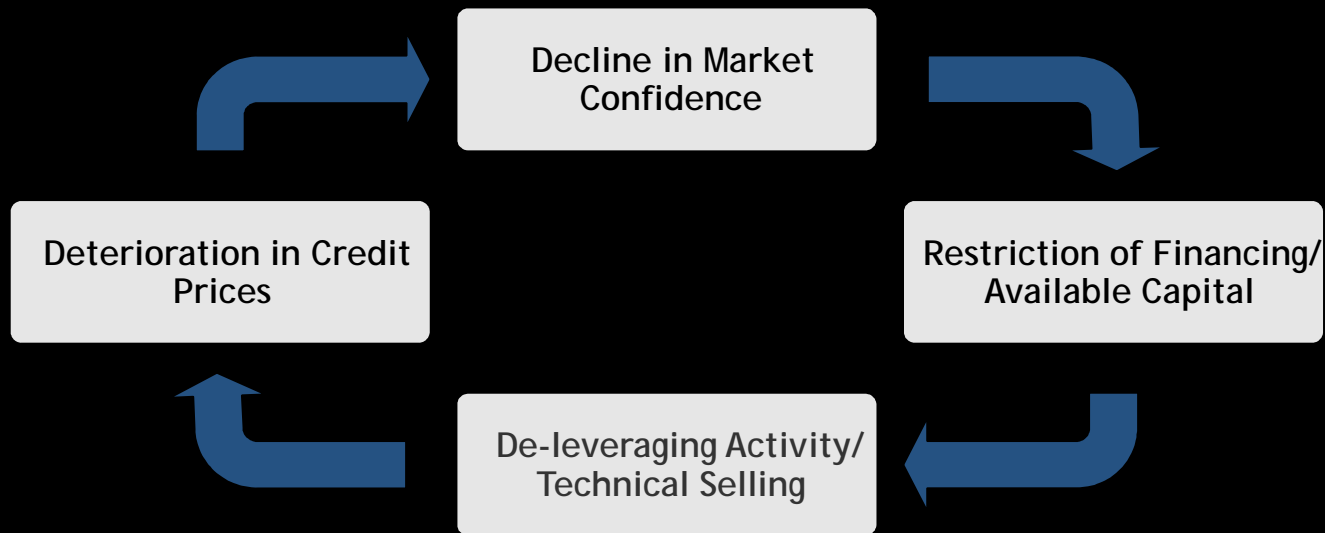 Decline in Market
Confidence
Deterioration in Credit
Prices
Restriction of Financing/
Available Capital
De-leveraging Activity/
Technical Selling